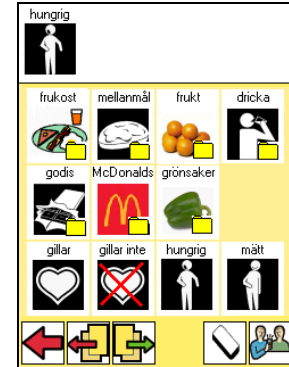 hungrig
frukost mellanmål frukt dricka
godis McDonalds grönsaker
gillar gillar inte hungrig mätt